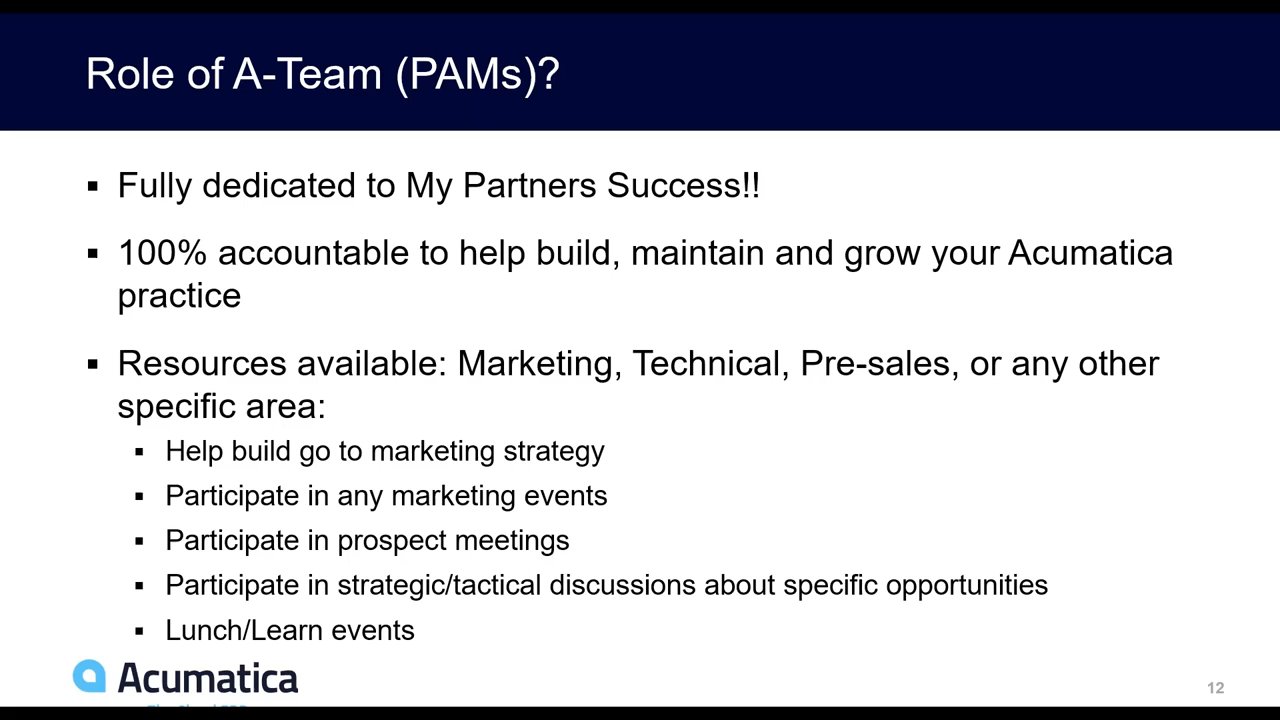 Role of A-Team (PAMs)?
▪ Fully dedicated to My Partners Success!!
▪ 100% accountable to help build, maintain and grow your Acumatica
practice
▪ Resources available: Marketing, Technical, Pre-sales, or any other
specific area:
▪ Help build go to marketing strategy
▪ Participate in any marketing events
▪ Participate in prospect meetings
▪ Participate in strategic/tactical discussions about specific opportunities
▪ Lunch/Learn events
Acumatica
12